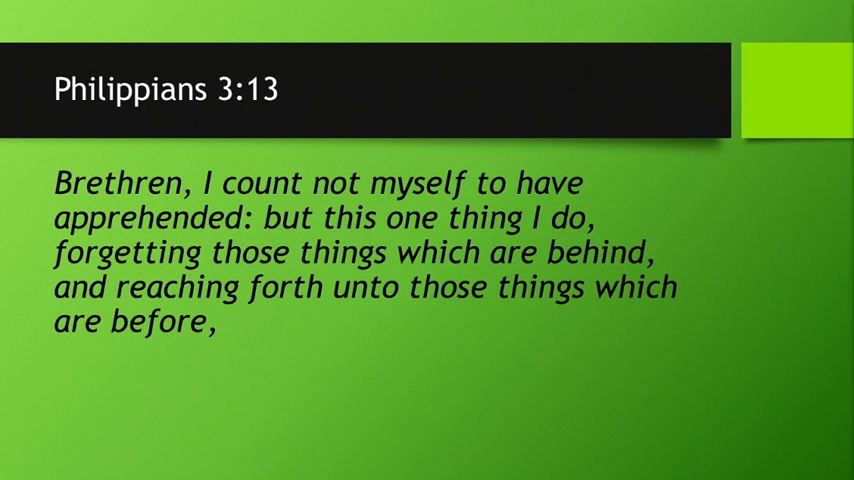 Philippians 3:13
Brethren, I count not myself to have
apprehended: but this one thing I do,
forgetting those things which are behind,
and reaching forth unto those things which
are before,